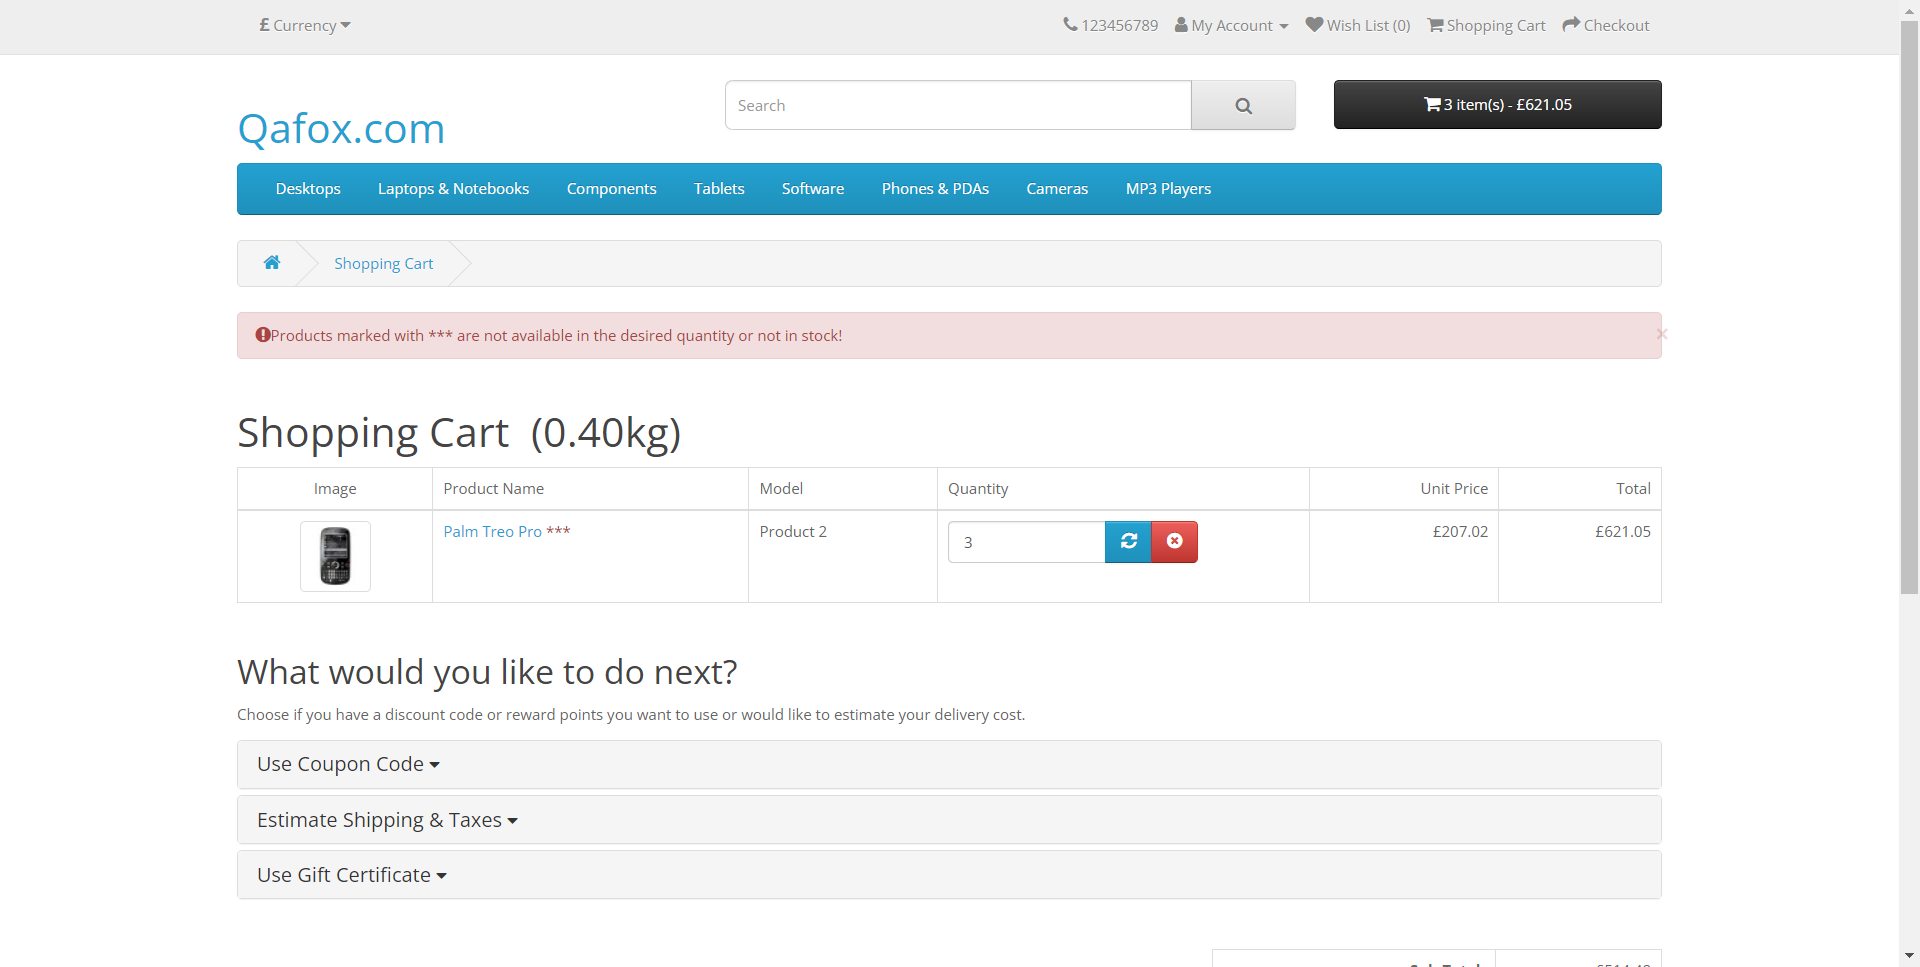 £ Currency
123456789 My Account Wish List (0) Shopping Cart Checkout
Search
3 item(s) - £621.05
Qafox.com
Desktops Laptops & Notebooks Components Tablets Software Phones & PDAs Cameras MP3 Players
Shopping Cart
Products marked with *** are not available in the desired quantity or not in stock!
×
Shopping Cart (0.40kg)
Image Product Name Model Quantity Unit Price Total
Palm Treo Pro *** Product 2 3 £207.02 £621.05
What would you like to do next?
Choose if you have a discount code or reward points you want to use or would like to estimate your delivery cost.
Use Coupon Code
Estimate Shipping & Taxes
Use Gift Certificate